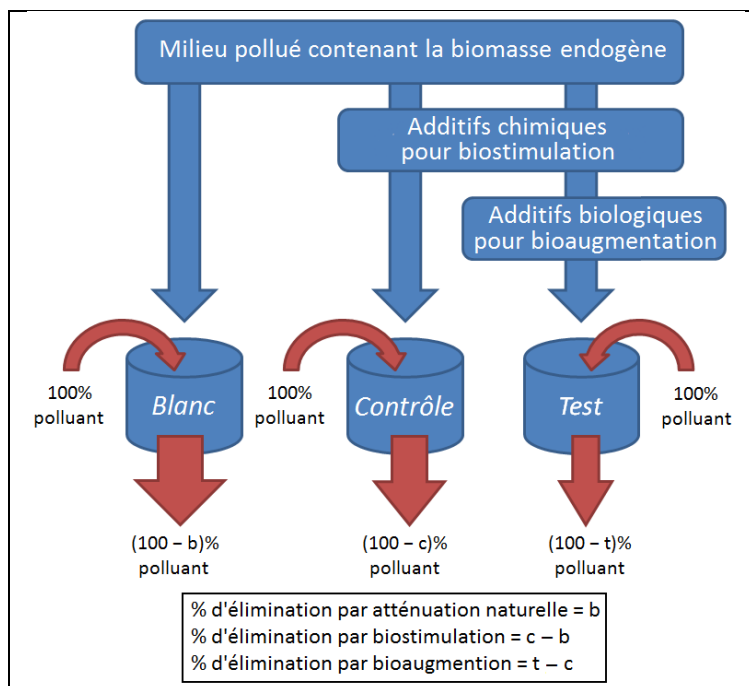 Milieu pollué contenant la biomasse endogène
Additifs chimiques
pour biostimulation
Additifs biologiques
pour bioaugmentation
100%
polluant
Blanc
100%
polluant
Contrôle
Test
100%
polluant
(100 – b)%
polluant
(100 – c)%
polluant
(100 – t)%
polluant
% d'élimination par atténuation naturelle = b
% d'élimination par biostimulation = c – b
% d'élimination par bioaugmention = t – c